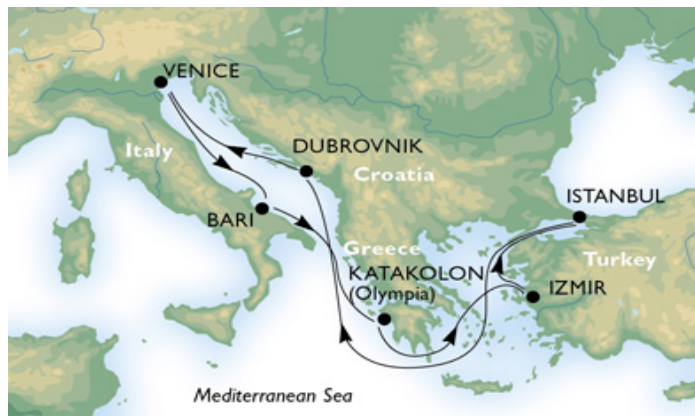 VENICE
DUBROVNIK
Italy
Croatia
ISTANBUL
BARI
Greece
Turkey
KATAKOLON
(Olympia)
IZMIR
Mediterranean Sea